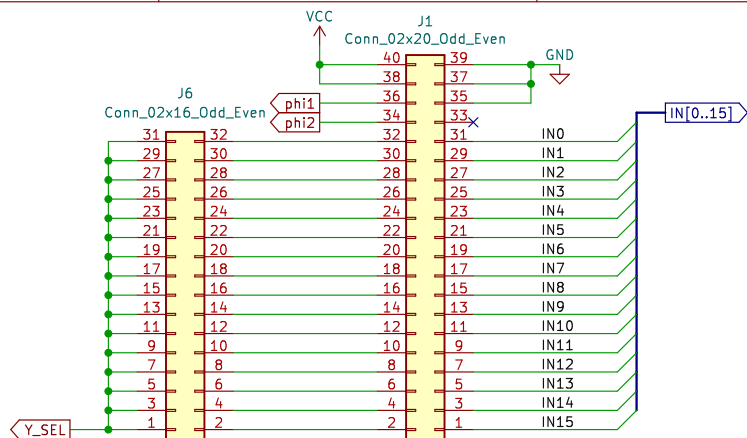 VCC
J1
Conn_02x20_Odd_Even
GND
40 39
38 37
J6
phi1 36 35
Conn_02x16_Odd_Even
phi2 34 33
IN[0..15]
31 32 32 31 IN0
29 30 30 29 IN1
27 28 28 27 IN2
25 26 26 25 IN3
23 24 24 23 IN4
21 22 22 21 IN5
19 20 20 19 IN6
17 18 18 17 IN7
15 16 16 15 IN8
13 14 14 13 IN9
11 12 12 11 IN10
9 10 10 9 IN11
7 8 8 7 IN12
5 6 6 5 IN13
3 4 4 3 IN14
Y_SEL 1 2 2 1 IN15